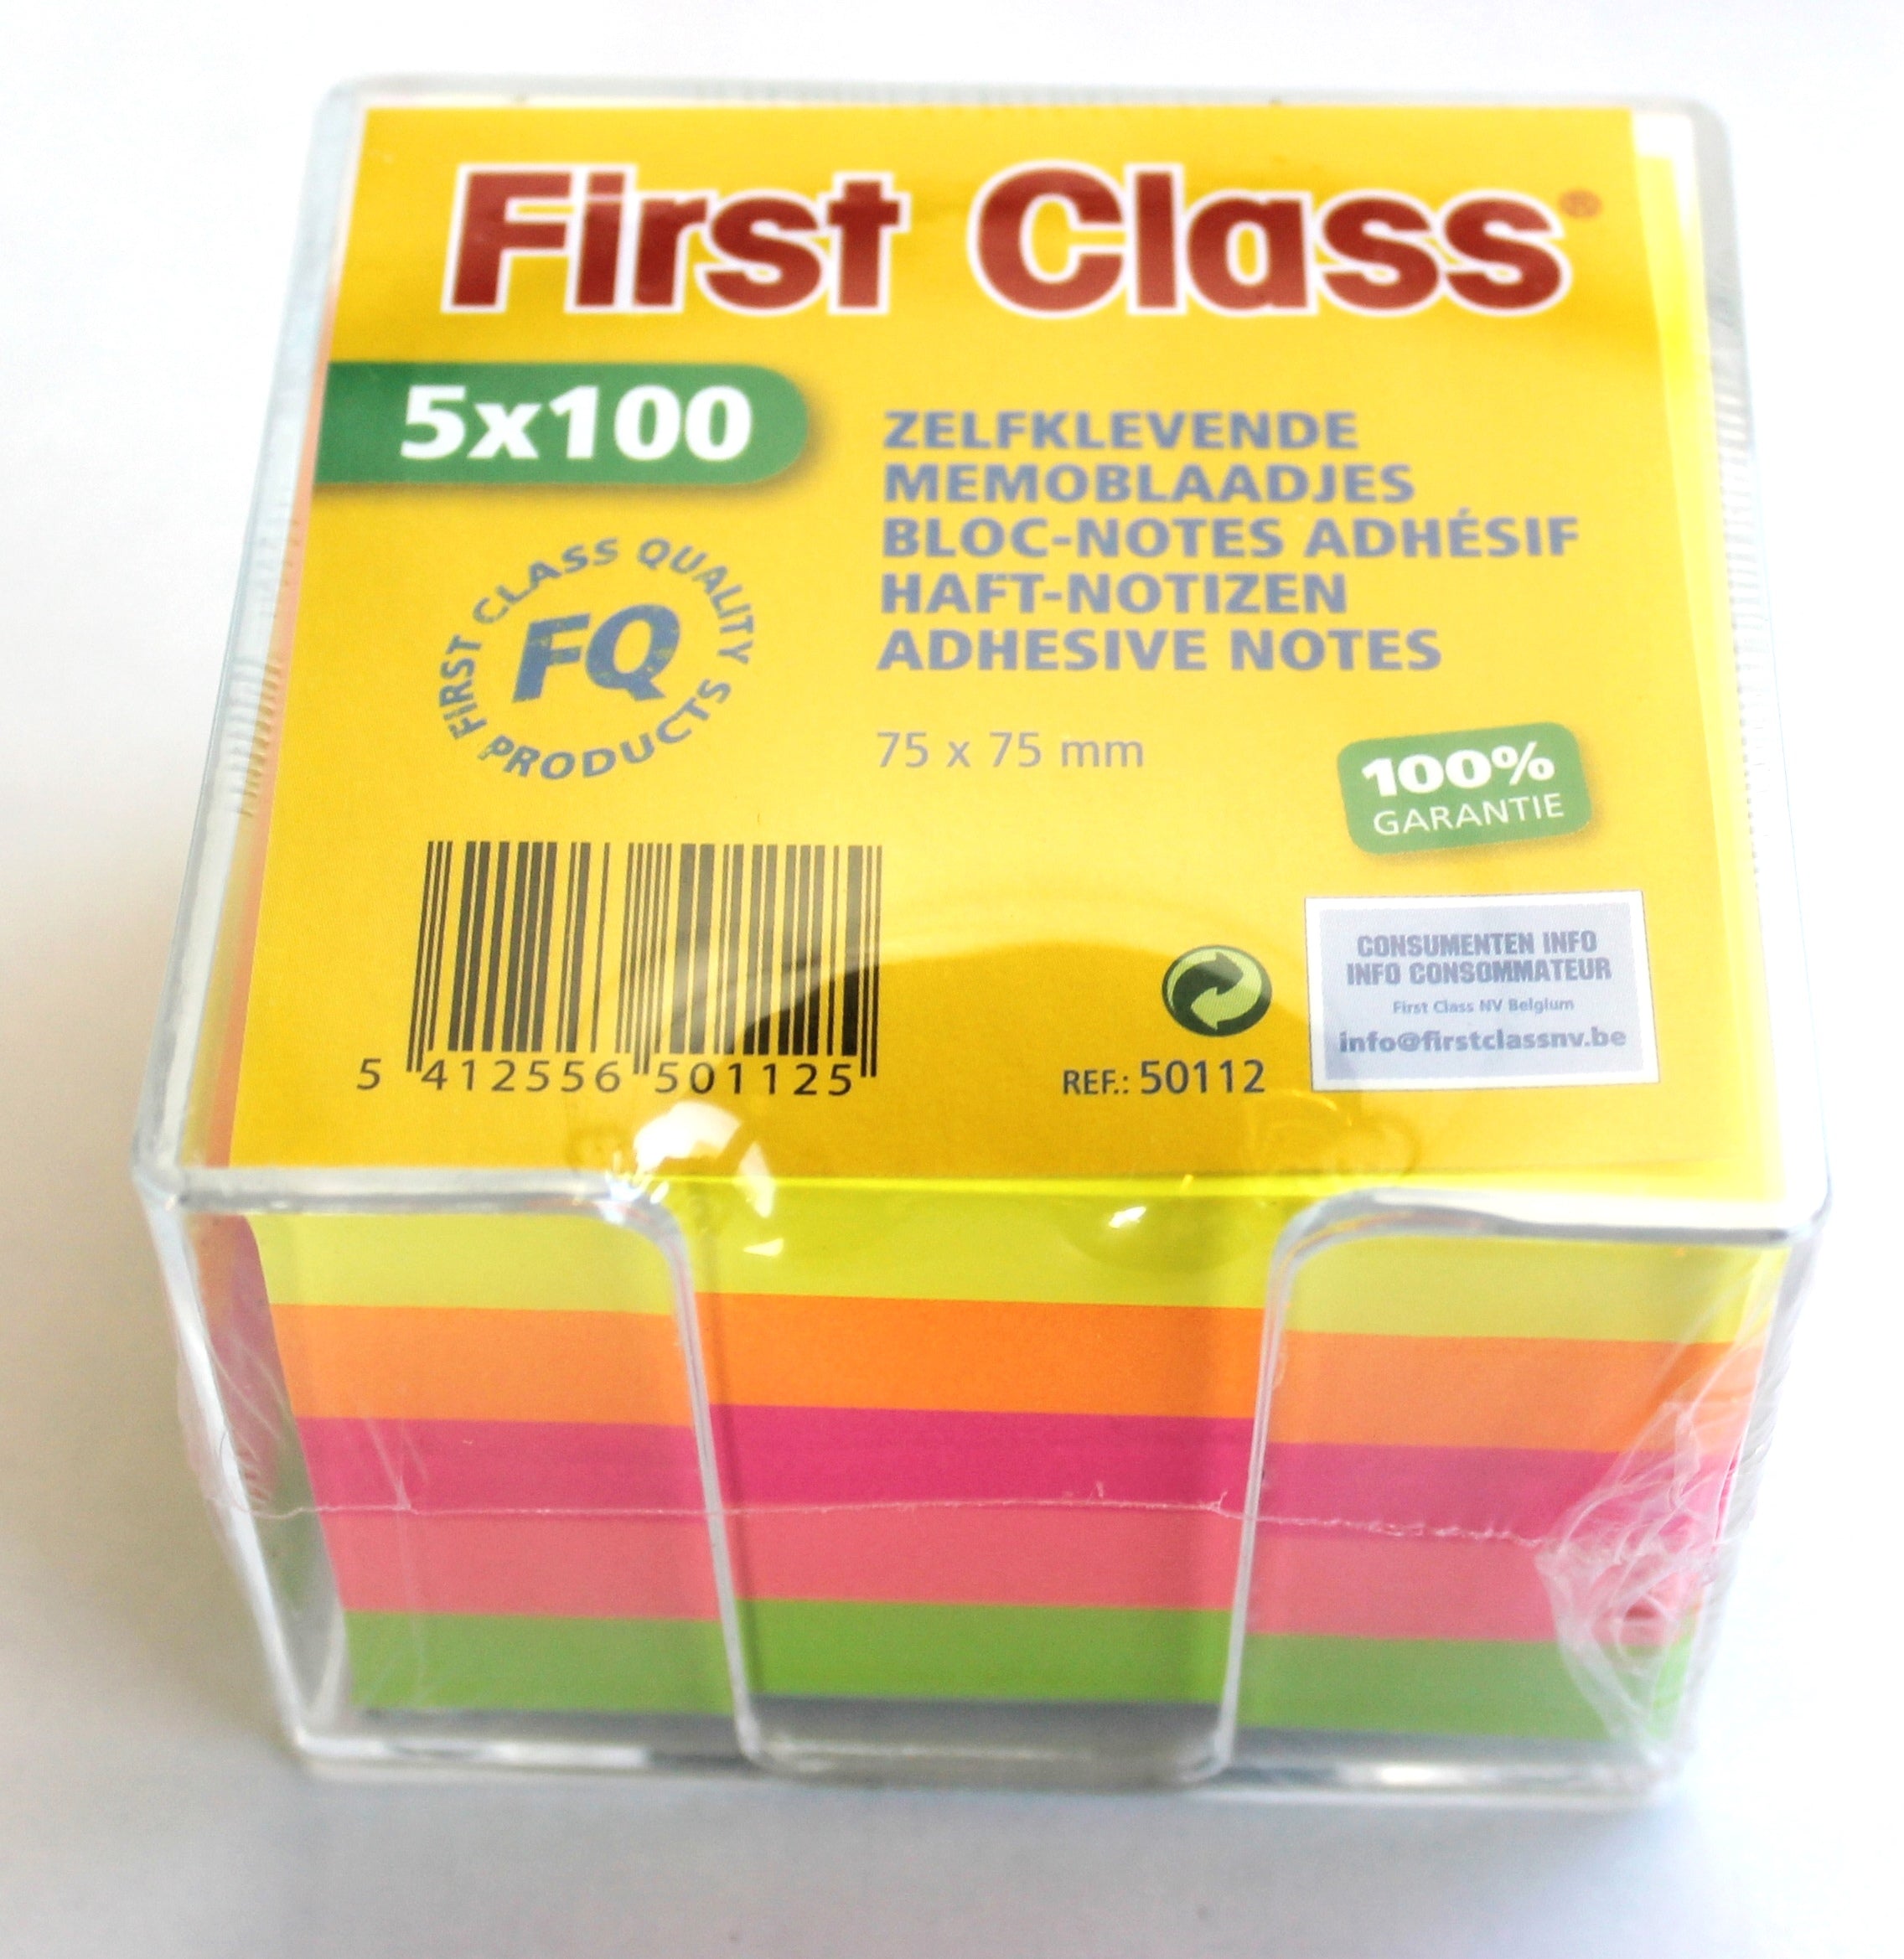 First Class®
5x100
ZELFKLEVENDE
MEMOBLAADJES
BLOC-NOTES ADHÉSIF
HAFT-NOTIZEN
ADHESIVE NOTES
FIRST CLASS QUALITY PRODUCTS
FQ
75 x 75 mm
100%
GARANTIE
CONSUMENTEN INFO
INFO CONSOMMATEUR
First Class NV Belgium
info@firstclassnv.be
5 412556 501125
REF.: 50112